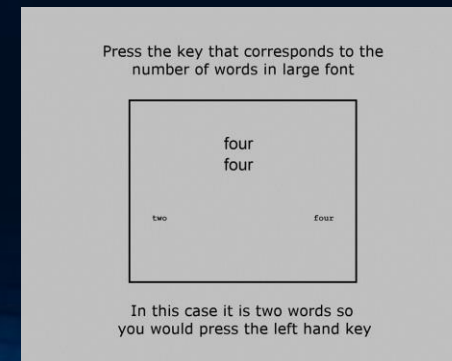 Press the key that corresponds to the
number of words in large font
four
four
two four
In this case it is two words so
you would press the left hand key